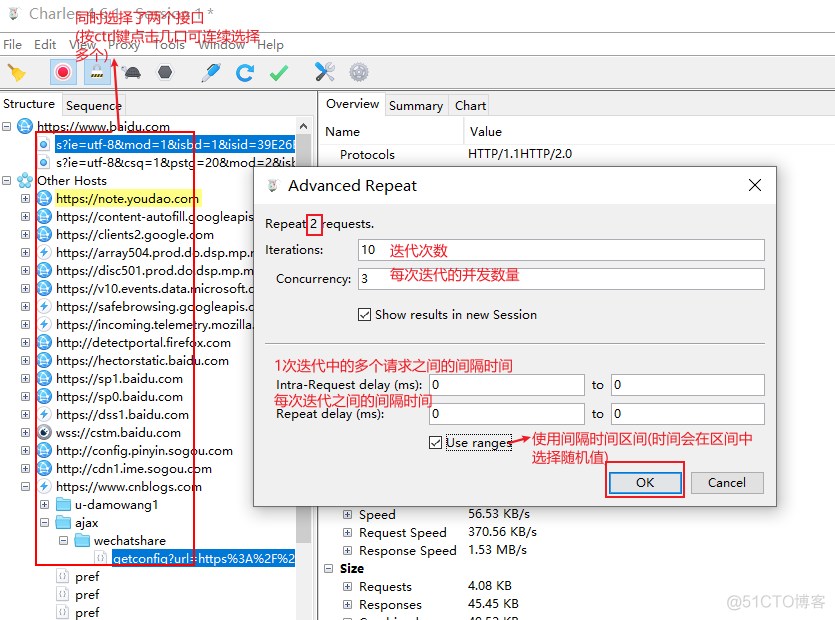 Charles 4.6.1 - Session 1 *
同时选择了两个接口
(按ctrl键点击几口可连续选择
多个)
File Edit View Proxy Tools Window Help
Structure Sequence
Overview Summary Chart
https://www.baidu.com
s?ie=utf-8&mod=1&isbd=1&isid=39E26
s?ie=utf-8&csq=1&pstg=20&mod=2&isb
Other Hosts
https://note.youdao.com
https://content-autofill.googleapis
https://clients2.google.com
https://array504.prod.do.dsp.mp.m
https://disc501.prod.do.dsp.mp.m
https://v10.events.data.microsoft.c
https://safebrowsing.googleapis.c
https://incoming.telemetry.mozilla.
http://detectportal.firefox.com
https://hectorstatic.baidu.com
https://sp1.baidu.com
https://sp0.baidu.com
https://dss1.baidu.com
wss://cstm.baidu.com
http://config.pinyin.sogou.com
http://cdn1.ime.sogou.com
https://www.cnblogs.com
u-damowang1
ajax
wechatshare
getconfig?url=https%3A%2F%2
pref
pref
pref
Name Value
Protocols HTTP/1.1HTTP/2.0
Advanced Repeat
Repeat 2 requests.
Iterations: 10 迭代次数
Concurrency: 3 每次迭代的并发数量
Show results in new Session
1次迭代中的多个请求之间的间隔时间
Intra-Request delay (ms): 0 to 0
每次迭代之间的间隔时间
Repeat delay (ms): 0 to 0
Use ranges 使用间隔时间区间(时间会在区间中
选择随机值)
OK Cancel
Speed 56.53 KB/s
Request Speed 370.56 KB/s
Response Speed 1.53 MB/s
Size
Requests 4.08 KB
Responses 45.45 KB
@51CTO博客